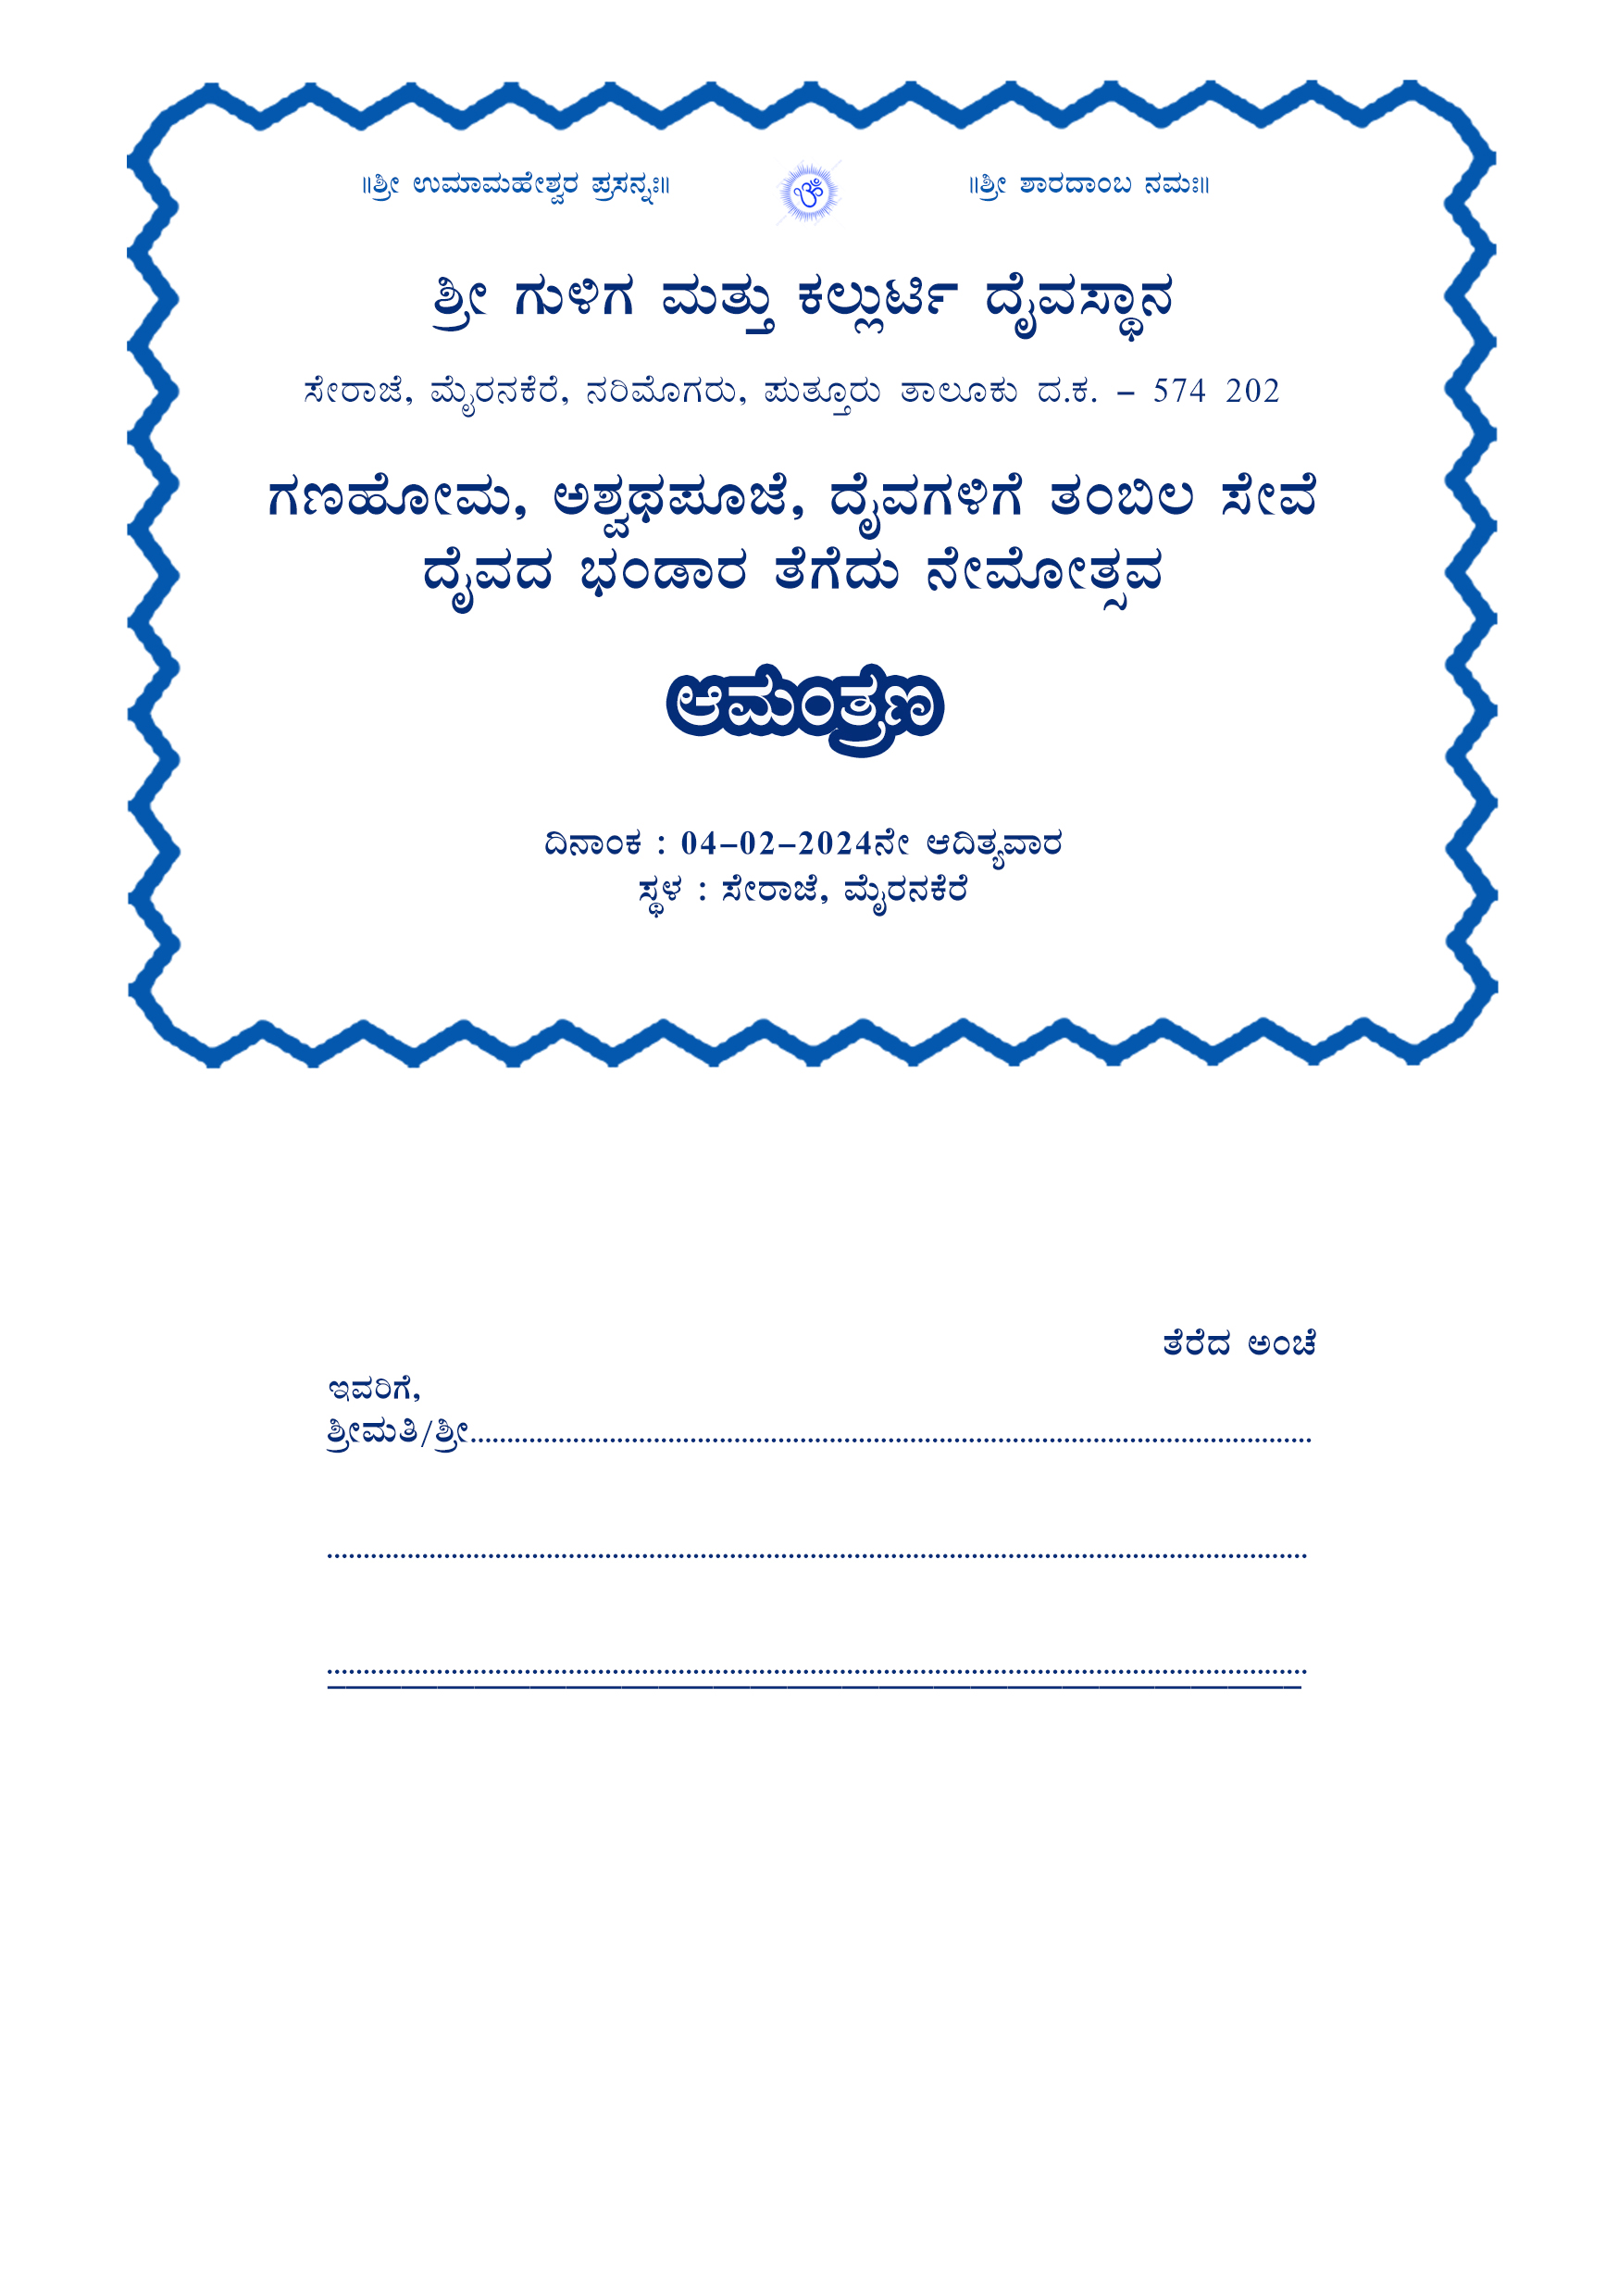 ॥ಶ್ರೀ ಉಮಾಮಹೇಶ್ವರ ಪ್ರಸನ್ನಃ॥ ॐ ॥ಶ್ರೀ ಶಾರದಾಂಬ ನಮಃ॥
ಶ್ರೀ ಗುಳಿಗ ಮತ್ತು ಕಲ್ಲುರ್ಟಿ ದೈವಸ್ಥಾನ
ಸೇರಾಜೆ, ಮೈರನಕೆರೆ, ನರಿಮೊಗರು, ಪುತ್ತೂರು ತಾಲೂಕು ದ.ಕ. – 574 202
ಗಣಹೋಮ, ಅಶ್ವಥಪೂಜೆ, ದೈವಗಳಿಗೆ ತಂಬಿಲ ಸೇವೆ
ದೈವದ ಭಂಡಾರ ತೆಗೆದು ನೇಮೋತ್ಸವ
ಆಮಂತ್ರಣ
ದಿನಾಂಕ : 04-02-2024ನೇ ಆದಿತ್ಯವಾರ
ಸ್ಥಳ : ಸೇರಾಜೆ, ಮೈರನಕೆರೆ
ತೆರೆದ ಅಂಚೆ
ಇವರಿಗೆ,
ಶ್ರೀಮತಿ/ಶ್ರೀ..................................................